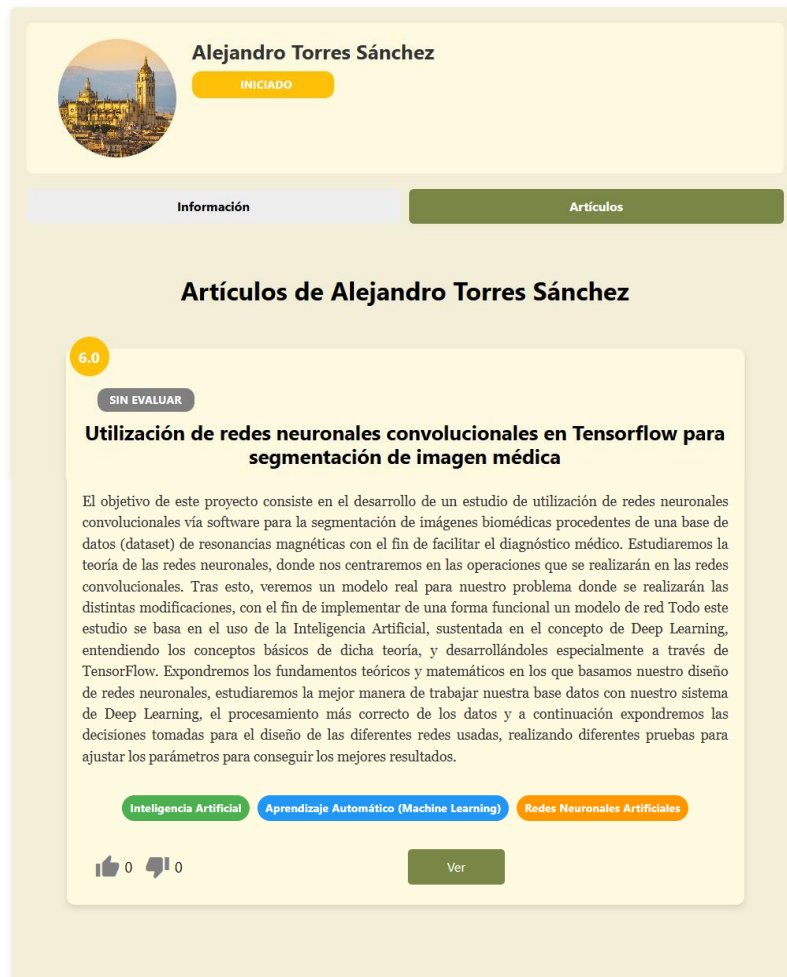 Alejandro Torres Sánchez
INICIADO
Información
Artículos
Artículos de Alejandro Torres Sánchez
6.0
SIN EVALUAR
Utilización de redes neuronales convolucionales en Tensorflow para
segmentación de imagen médica
El objetivo de este proyecto consiste en el desarrollo de un estudio de utilización de redes neuronales
convolucionales vía software para la segmentación de imágenes biomédicas procedentes de una base de
datos (dataset) de resonancias magnéticas con el fin de facilitar el diagnóstico médico. Estudiaremos la
teoría de las redes neuronales, donde nos centraremos en las operaciones que se realizarán en las redes
convolucionales. Tras esto, veremos un modelo real para nuestro problema donde se realizarán las
distintas modificaciones, con el fin de implementar de una forma funcional un modelo de red Todo este
estudio se basa en el uso de la Inteligencia Artificial, sustentada en el concepto de Deep Learning,
entendiendo los conceptos básicos de dicha teoría, y desarrollándoles especialmente a través de
TensorFlow. Expondremos los fundamentos teóricos y matemáticos en los que basamos nuestro diseño
de redes neuronales, estudiaremos la mejor manera de trabajar nuestra base datos con nuestro sistema
de Deep Learning, el procesamiento más correcto de los datos y a continuación expondremos las
decisiones tomadas para el diseño de las diferentes redes usadas, realizando diferentes pruebas para
ajustar los parámetros para conseguir los mejores resultados.
Inteligencia Artificial
Aprendizaje Automático (Machine Learning)
Redes Neuronales Artificiales
0
0
Ver